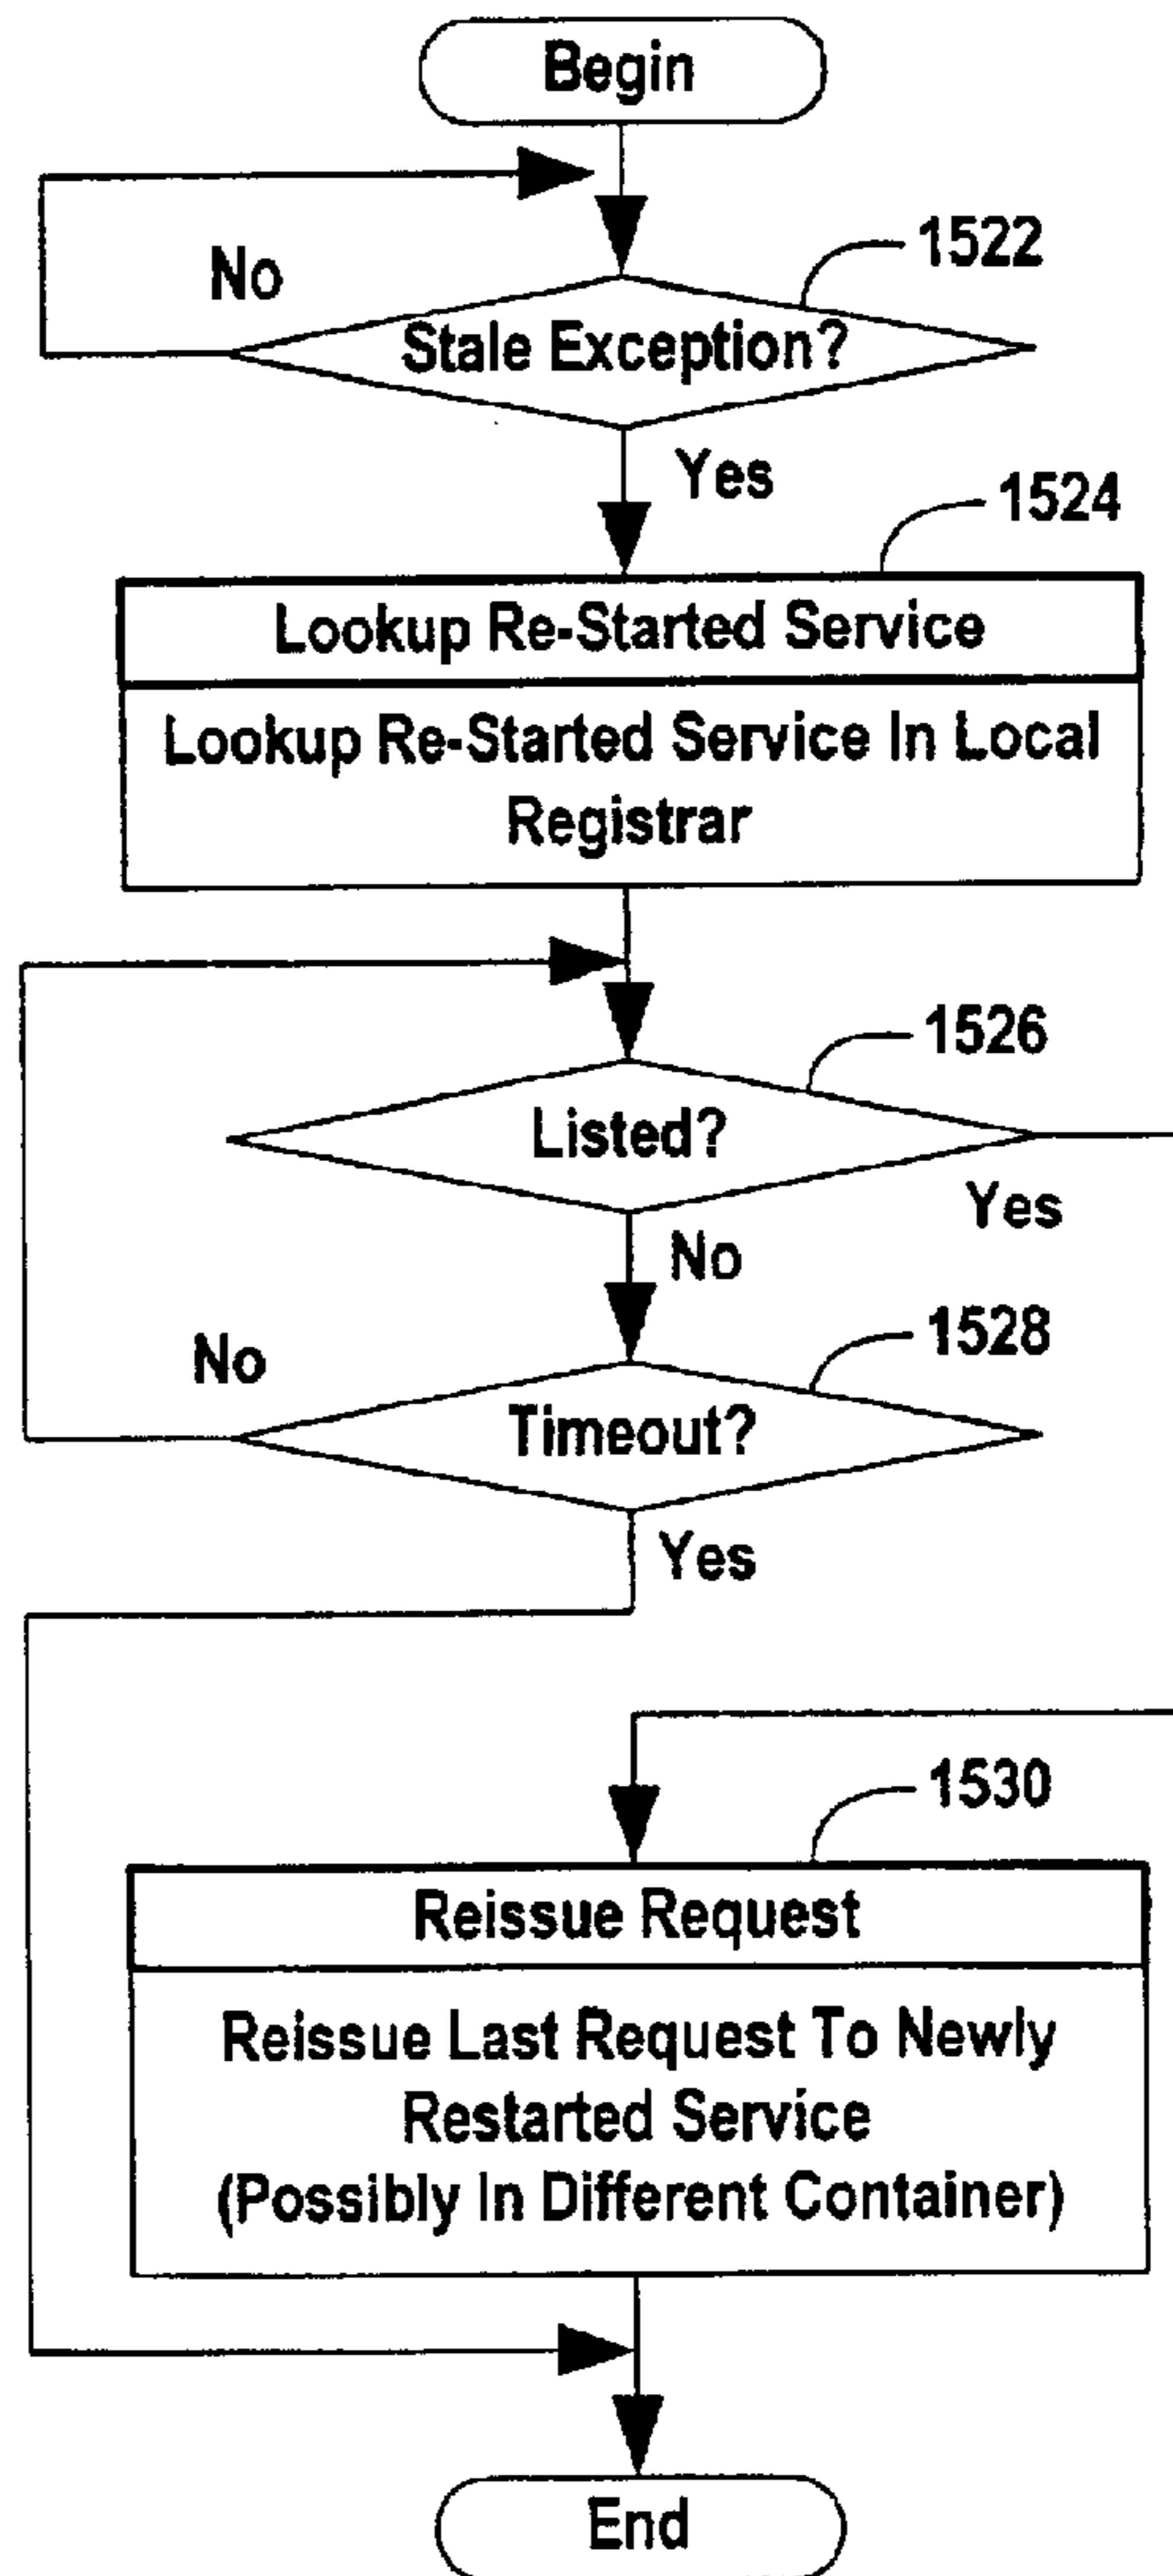 Begin
No
1522
Stale Exception?
Yes
1524
Lookup Re-Started Service
Lookup Re-Started Service In Local
Registrar
1526
Listed?
Yes
No
1528
No
Timeout?
Yes
1530
Reissue Request
Reissue Last Request To Newly
Restarted Service
(Possibly In Different Container)
End